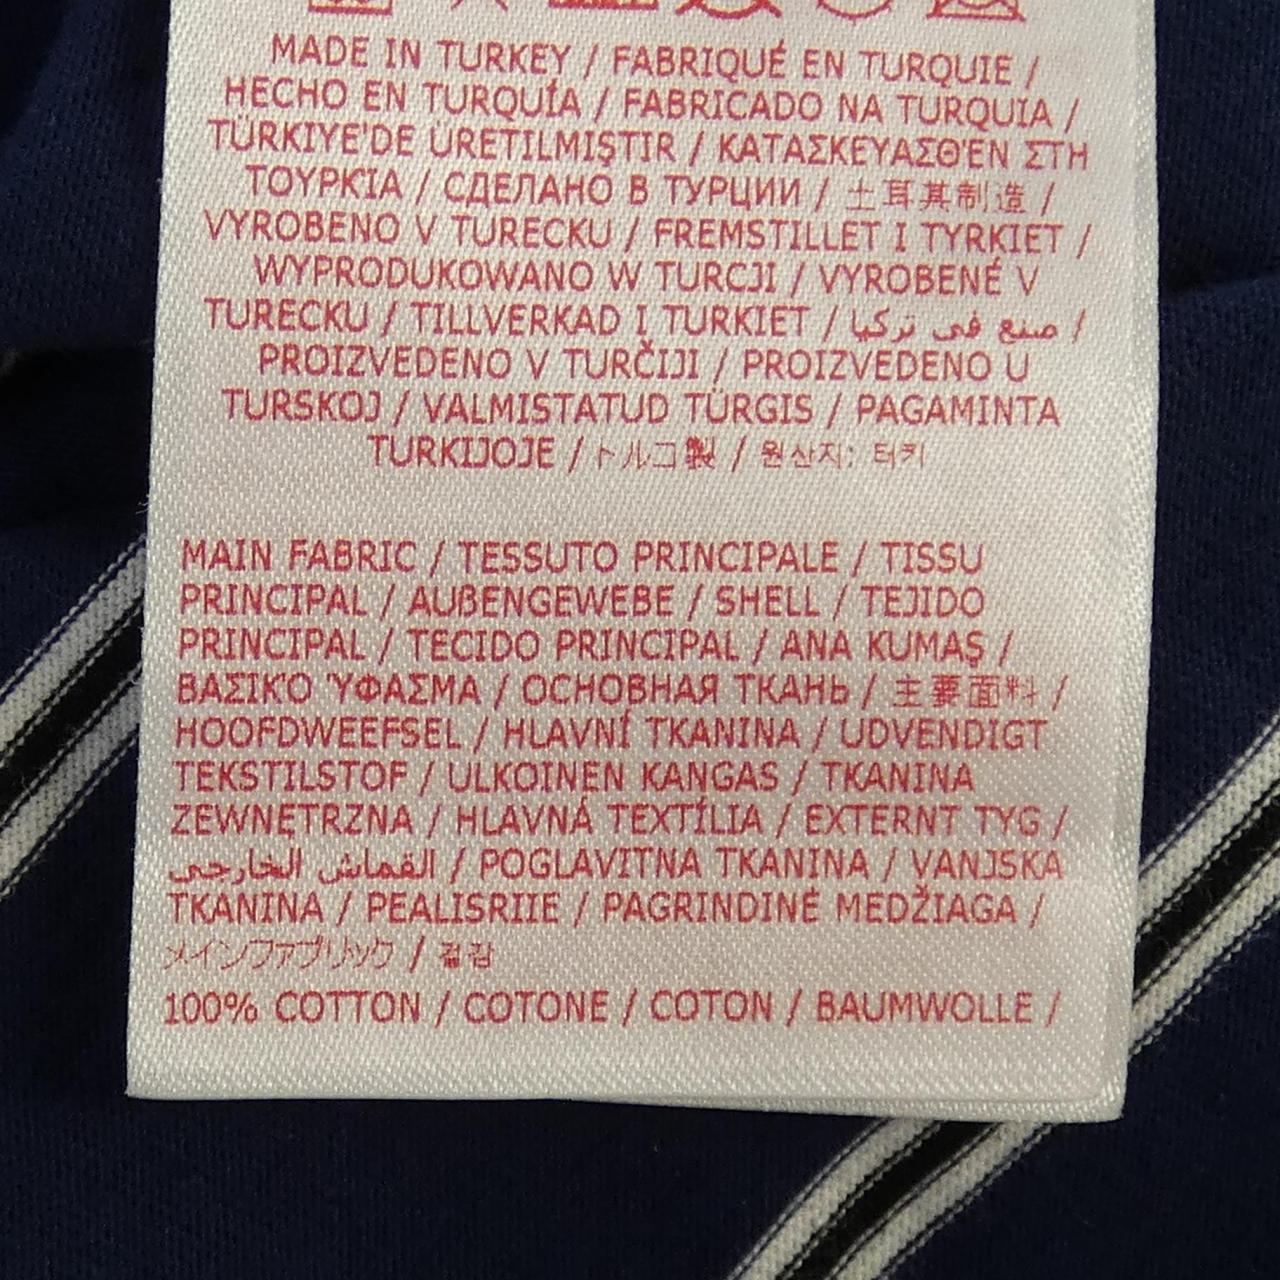 MADE IN TURKEY / FABRIQUÉ EN TURQUIE /
HECHO EN TURQUÍA / FABRICADO NA TURQUIA /
TÜRKIYE'DE ÜRETILMIŞTIR / ΚΑΤΑΣΚΕΥΑΣΘΈΝ ΣΤΗ
ΤΟΥΡΚΊΑ / СДЕЛАНО В ТУРЦИИ / 土耳其制造 /
VYROBENO V TURECKU / FREMSTILLET I TYRKIET /
WYPRODUKOWANO W TURCJI / VYROBENÉ V
TURECKU / TILLVERKAD I TURKIET / صنع في تركيا /
PROIZVEDENO V TURČIJI / PROIZVEDENO U
TURSKOJ / VALMISTATUD TÜRGIS / PAGAMINTA
TURKIJOJE / トルコ製 / 원산지: 터키
MAIN FABRIC / TESSUTO PRINCIPALE / TISSU
PRINCIPAL / AUßENGEWEBE / SHELL / TEJIDO
PRINCIPAL / TECIDO PRINCIPAL / ANA KUMAŞ /
ΒΑΣΙΚΌ ΎΦΑΣΜΑ / ОСНОВНАЯ ТКАНЬ / 主要面料 /
HOOFDWEEFSEL / HLAVNÍ TKANINA / UDVENDIGT
TEKSTILSTOF / ULKOINEN KANGAS / TKANINA
ZEWNĘTRZNA / HLAVNÁ TEXTÍLIA / EXTERNT TYG /
القماش الخارجي / POGLAVITNA TKANINA / VANJSKA
TKANINA / PEALISRIIE / PAGRINDINĖ MEDŽIAGA /
メインファブリック / 겉감
100% COTTON / COTONE / COTON / BAUMWOLLE /